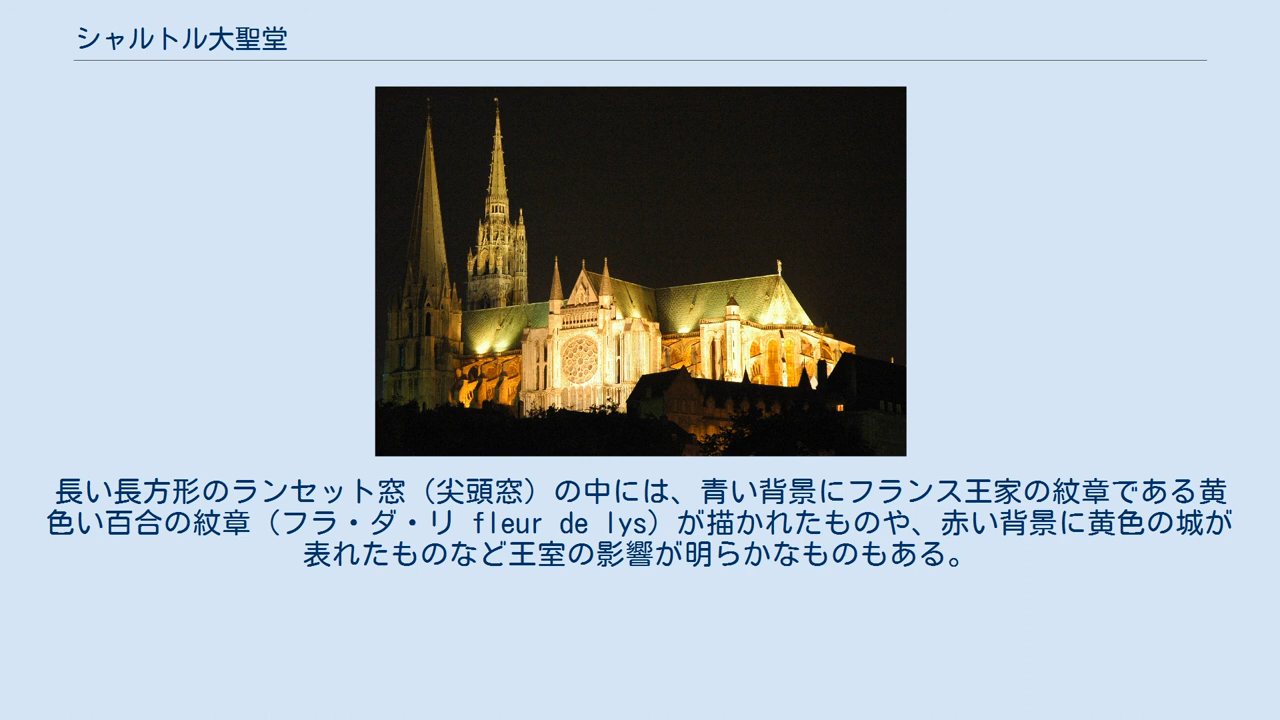 シャルトル大聖堂
長い長方形のランセット窓（尖頭窓）の中には、青い背景にフランス王家の紋章である黄
色い百合の紋章（フラ・ダ・リ fleur de lys）が描かれたものや、赤い背景に黄色の城が
表れたものなど王室の影響が明らかなものもある。